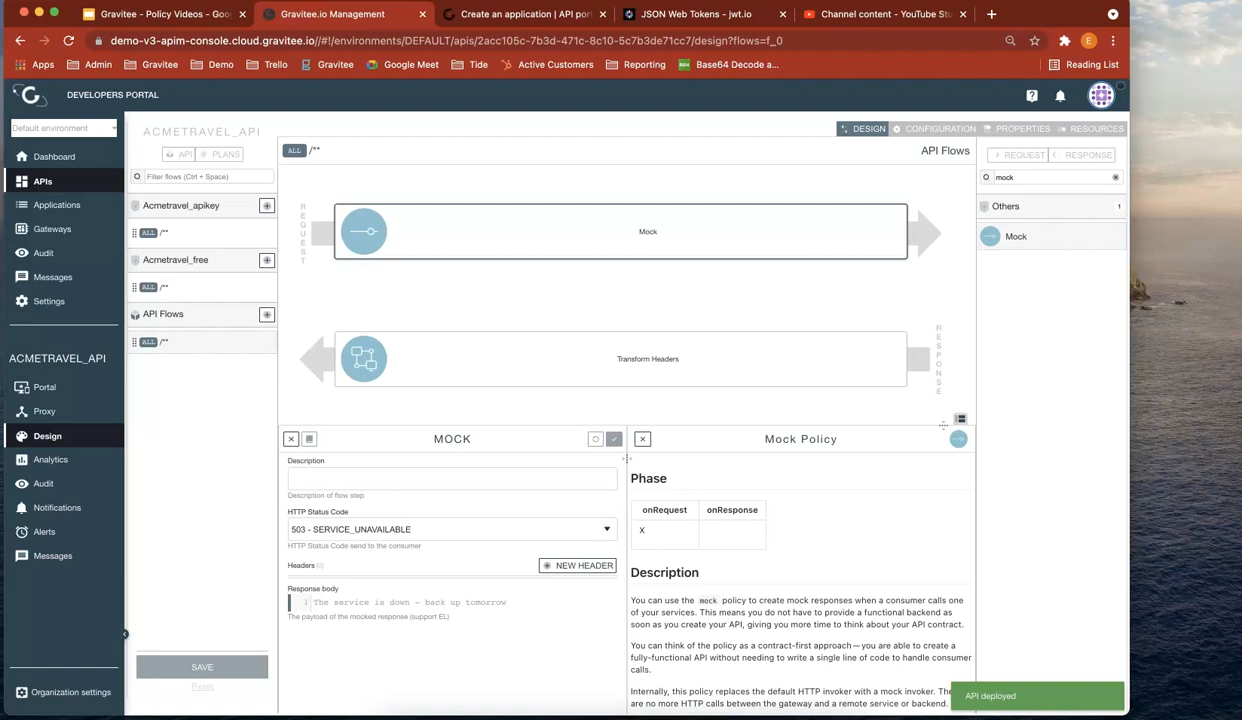 Gravitee - Policy Videos - Goo
Gravitee.io Management
Create an application | API por
JSON Web Tokens - jwt.io
Channel content - YouTube Stu
demo-v3-apim-console.cloud.gravitee.io//#!/environments/DEFAULT/apis/2acc105c-7b3d-471c-8c10-5c7b3de71cc7/design?flows=f_0
Apps
Admin
Gravitee
Demo
Trello
Gravitee
Google Meet
Tide
Active Customers
Reporting
Base64 Decode a...
Reading List
DEVELOPERS PORTAL
Default environment
Dashboard
APIs
Applications
Gateways
Audit
Messages
Settings
ACMETRAVEL_API
Portal
Proxy
Design
Analytics
Audit
Notifications
Alerts
Messages
Organization settings
ACMETRAVEL_API
API
PLANS
Filter flows (Ctrl + Space)
Acmetravel_apikey
ALL /**
Acmetravel_free
ALL /**
API Flows
ALL /**
SAVE
Reset
DESIGN
CONFIGURATION
PROPERTIES
RESOURCES
ALL /**
API Flows
REQUEST
Mock
Transform Headers
RESPONSE
REQUEST
RESPONSE
mock
Others
1
Mock
MOCK
Description
Description of flow step
HTTP Status Code
503 - SERVICE_UNAVAILABLE
HTTP Status Code send to the consumer
Headers (0)
NEW HEADER
Response body
1 The service is down - back up tomorrow
The payload of the mocked response (support EL)
Mock Policy
Phase
onRequest onResponse
X
Description
You can use the mock policy to create mock responses when a consumer calls one
of your services. This means you do not have to provide a functional backend as
soon as you create your API, giving you more time to think about your API contract.
You can think of the policy as a contract-first approach—you are able to create a
fully-functional API without needing to write a single line of code to handle consumer
calls.
Internally, this policy replaces the default HTTP invoker with a mock invoker. The
are no more HTTP calls between the gateway and a remote service or backend.
API deployed